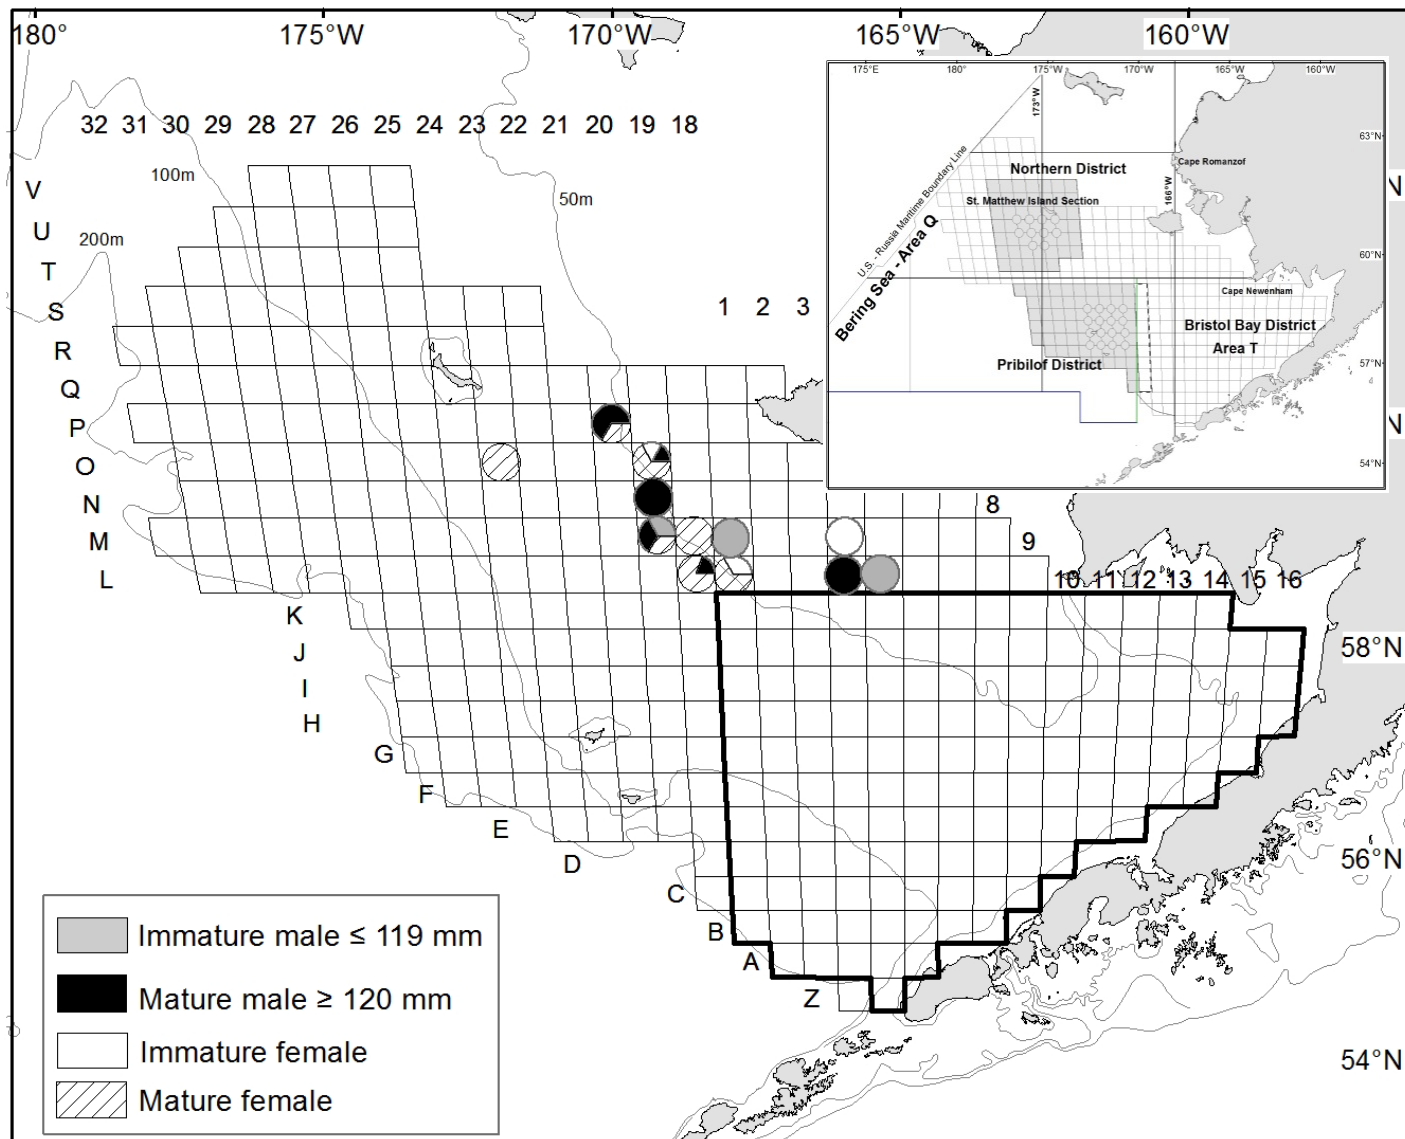 180° 175°W 170°W 165°W 160°W
32 31 30 29 28 27 26 25 24 23 22 21 20 19 18
100m
50m
200m
V
U
T
S
R
Q
P
O
N
M
L
K
J
I
H
G
F
E
D
C
B
A
Z
1 2 3
8
9
10 11 12 13 14 15 16
N
N
58°N
56°N
54°N
175°E 180° 175°W 170°W 165°W 160°W
173°W
166°W
63°N
60°N
57°N
54°N
Cape Romanzof
Northern District
St. Matthew Island Section
U.S. - Russia Maritime Boundary Line
Bering Sea - Area Q
Cape Newenham
Bristol Bay District
Area T
Pribilof District
Immature male ≤ 119 mm
Mature male ≥ 120 mm
Immature female
Mature female